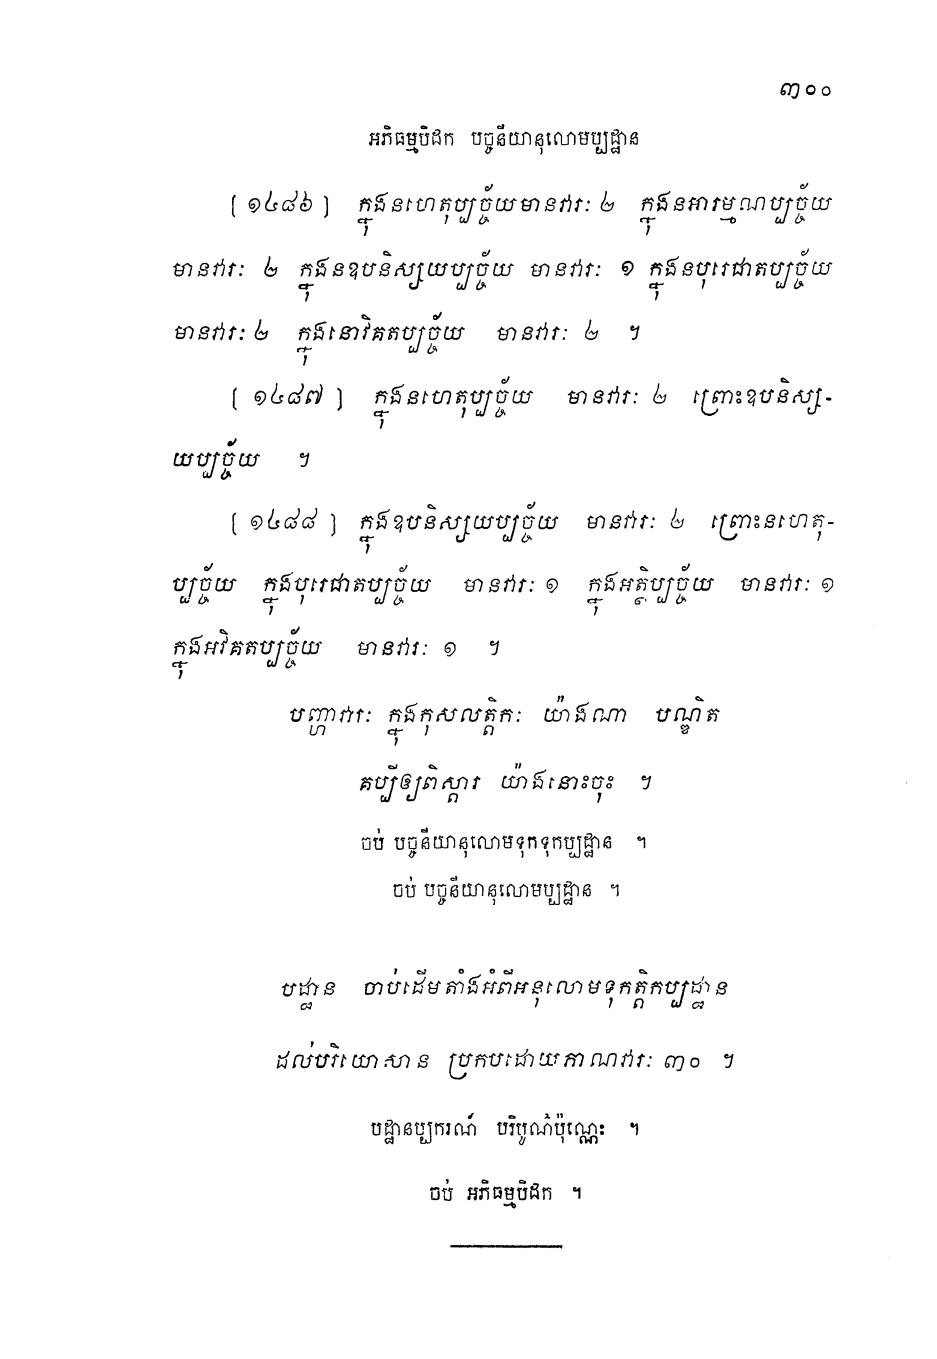 ៣០០
អភិធម្មបិដក បច្ចនីយានុលោមប្បដ្ឋាន
[ ១៤៨៦ ] ក្នុងនហេតុប្បច្ច័យមានវារៈ ២ ក្នុងនអារម្មណប្បច្ច័យ
មានវារៈ ២ ក្នុងនឧបនិស្សយប្បច្ច័យ មានវារៈ ១ ក្នុងនបុរេជាតប្បច្ច័យ
មានវារៈ ២ ក្នុងនោវិគតប្បច្ច័យ មានវារៈ ២ ។
[ ១៤៨៧ ] ក្នុងនហេតុប្បច្ច័យ មានវារៈ ២ ព្រោះឧបនិស្ស-
យប្បច្ច័យ ។
[ ១៤៨៨ ] ក្នុងឧបនិស្សយប្បច្ច័យ មានវារៈ ២ ព្រោះនហេតុ-
ប្បច្ច័យ ក្នុងបុរេជាតប្បច្ច័យ មានវារៈ ១ ក្នុងអត្ថិប្បច្ច័យ មានវារៈ ១
ក្នុងអវិគតប្បច្ច័យ មានវារៈ ១ ។
បញ្ហាវារៈ ក្នុងកុសលត្តិកៈ យ៉ាងណា បណ្ឌិត
គប្បីឲ្យពិស្តារ យ៉ាងនោះចុះ ។
ចប់ បច្ចនីយានុលោមទុកទុកប្បដ្ឋាន ។
ចប់ បច្ចនីយានុលោមប្បដ្ឋាន ។
បដ្ឋាន ចាប់ដើមតាំងអំពីអនុលោមទុកត្តិកប្បដ្ឋាន
ដល់បរិយោសាន ប្រកបដោយភាណវារៈ ៣០ ។
បដ្ឋានប្បករណ៍ បរិបូណ៌ប៉ុណ្ណេះ ។
ចប់ អភិធម្មបិដក ។